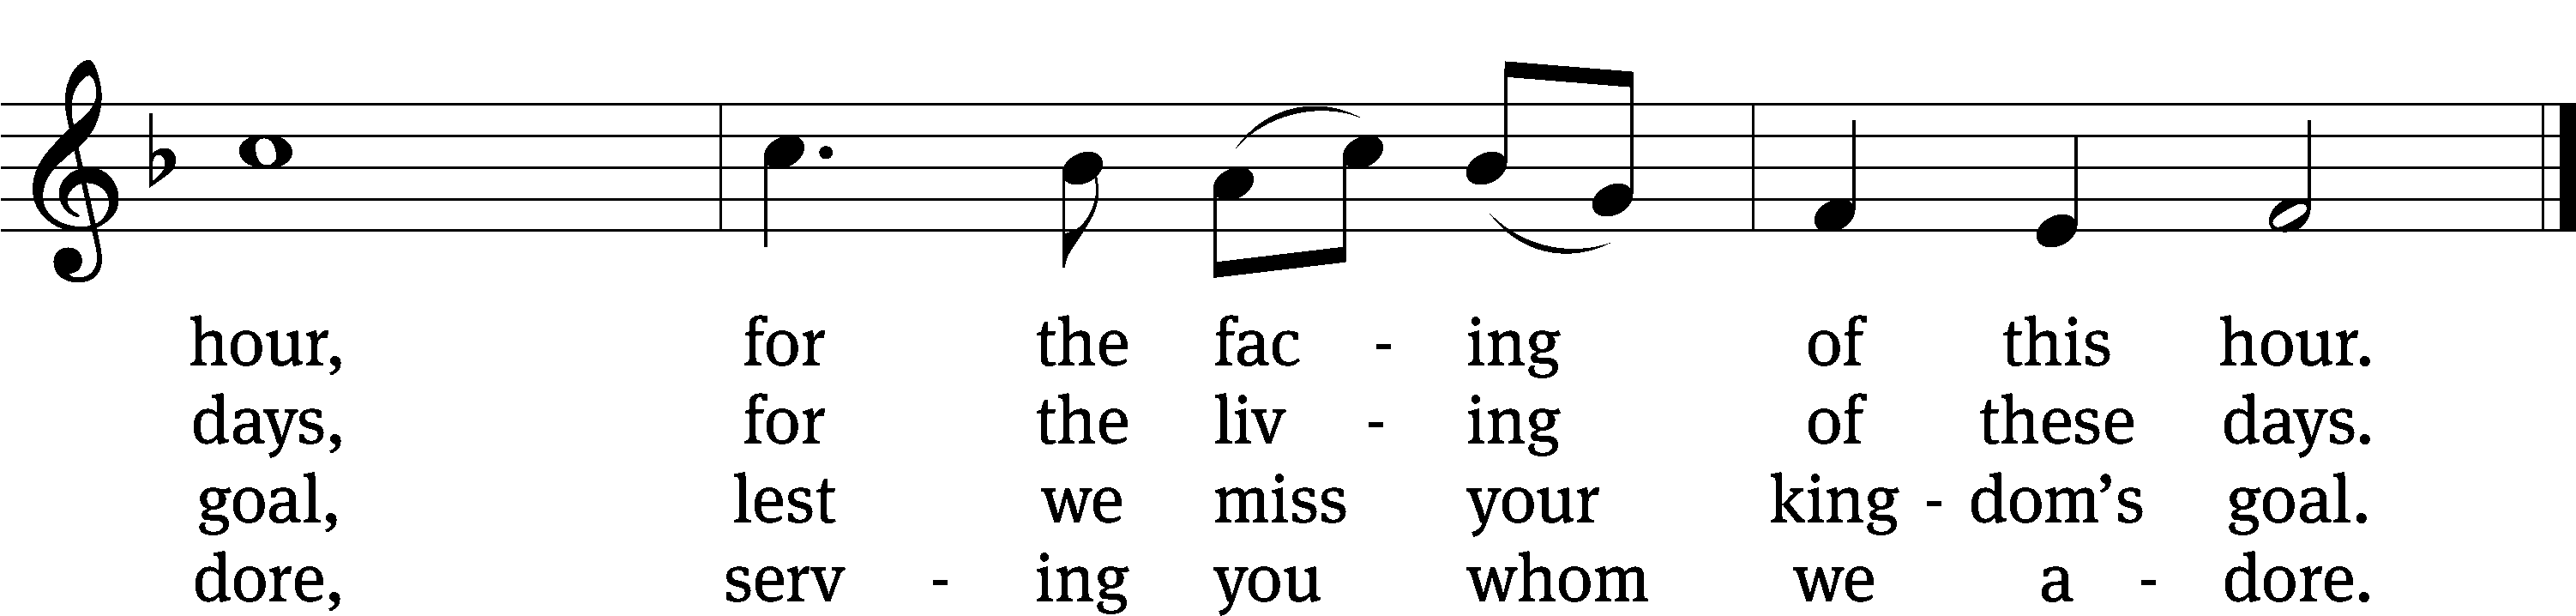 hour, for the fac - ing of this hour.
days, for the liv - ing of these days.
goal, lest we miss your king - dom’s goal.
dore, serv - ing you whom we a - dore.